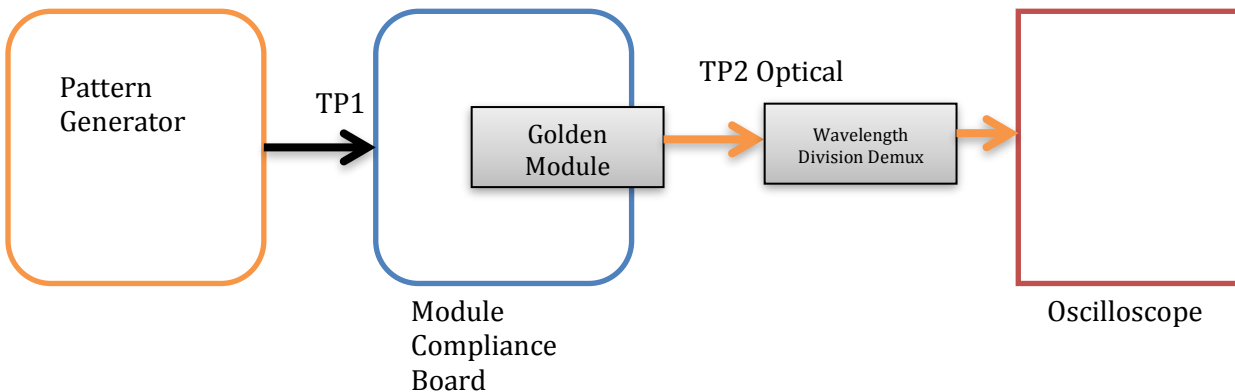 Pattern
Generator
TP1
Golden
Module
TP2 Optical
Wavelength
Division Demux
Module
Compliance
Board
Oscilloscope